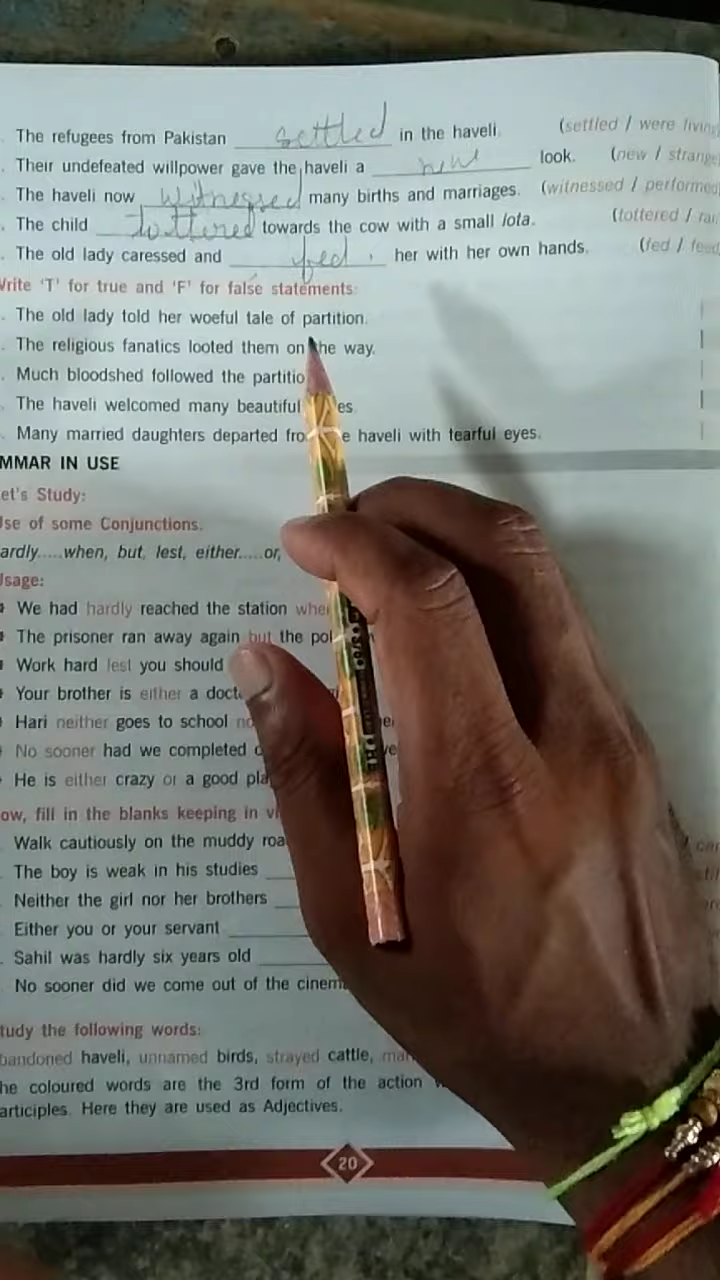 . The refugees from Pakistan settled in the haveli. (settled / were living
. Their undefeated willpower gave the haveli a new look. (new / strange
. The haveli now witnessed many births and marriages. (witnessed / performed
. The child tottered towards the cow with a small lota. (tottered /
. The old lady caressed and fed her with her own hands. (fed / feed
Write 'T' for true and 'F' for false statements:
. The old lady told her woeful tale of partition.
. The religious fanatics looted them on the way.
. Much bloodshed followed the partitio
. The haveli welcomed many beautiful es
. Many married daughters departed fro e haveli with tearful eyes.
MMAR IN USE
et's Study:
Use of some Conjunctions.
ardly.....when, but, lest, either.....or,
Usage:
We had hardly reached the station whe
The prisoner ran away again but the pol
Work hard lest you should
Your brother is either a doct
Hari neither goes to school no
No sooner had we completed
He is either crazy or a good pla
ow, fill in the blanks keeping in vi
Walk cautiously on the muddy roa
. The boy is weak in his studies
Neither the girl nor her brothers
. Either you or your servant
. Sahil was hardly six years old
No sooner did we come out of the cinem
tudy the following words:
bandoned haveli, unnamed birds, strayed cattle, mar
he coloured words are the 3rd form of the action
articiples. Here they are used as Adjectives.
20